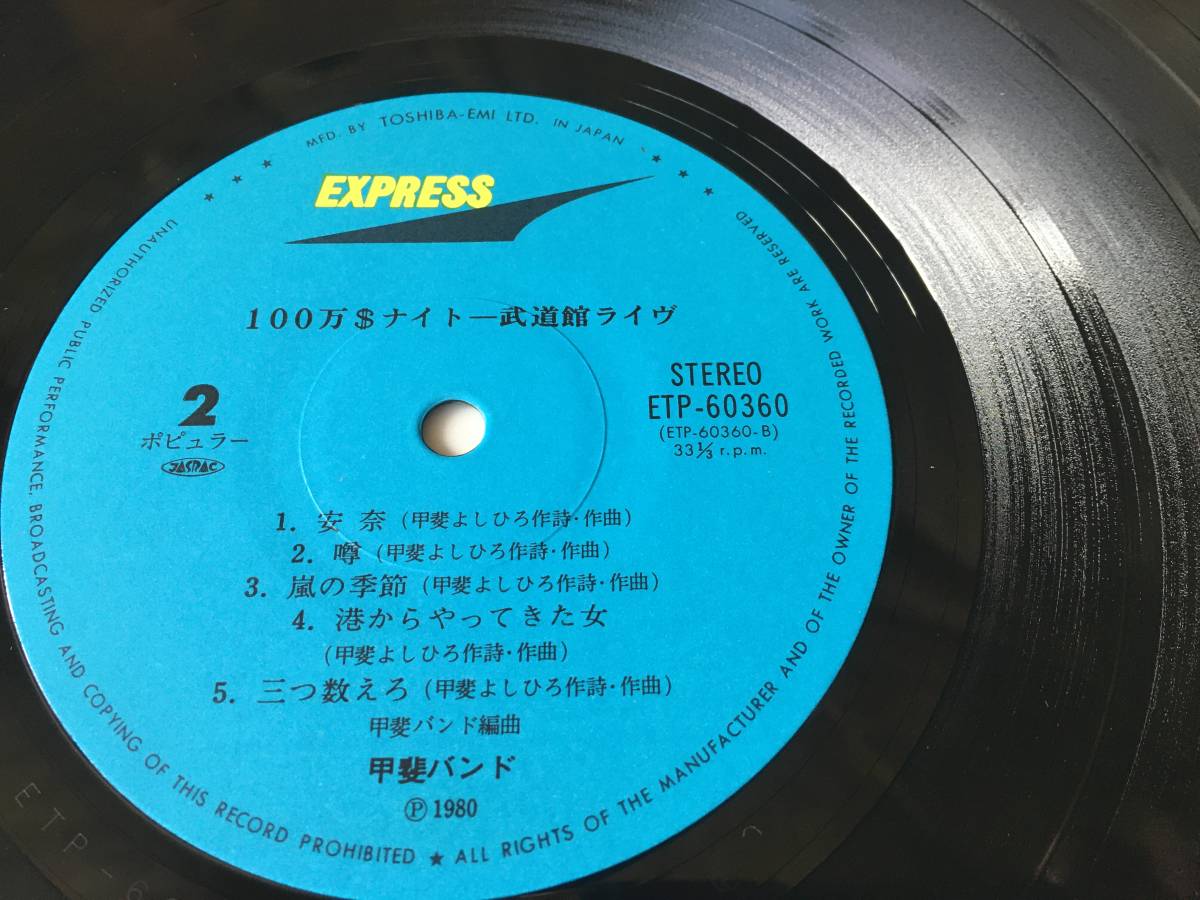 MFD. BY TOSHIBA-EMI LTD. IN JAPAN
EXPRESS
100万$ナイト—武道館ライヴ
2
ポピュラー
JASRAC
STEREO
ETP-60360
(ETP-60360-B)
33⅓ r.p.m.
1. 安奈 (甲斐よしひろ作詩・作曲)
2. 噂 (甲斐よしひろ作詩・作曲)
3. 嵐の季節 (甲斐よしひろ作詩・作曲)
4. 港からやってきた女
(甲斐よしひろ作詩・作曲)
5. 三つ数えろ (甲斐よしひろ作詩・作曲)
甲斐バンド編曲
甲斐バンド
Ⓟ 1980
UNAUTHORIZED PUBLIC PERFORMANCE, BROADCASTING AND COPYING OF THIS RECORD PROHIBITED ★ ALL RIGHTS OF THE MANUFACTURER AND OF THE OWNER OF THE RECORDED WORK ARE RESERVED
ETP-6